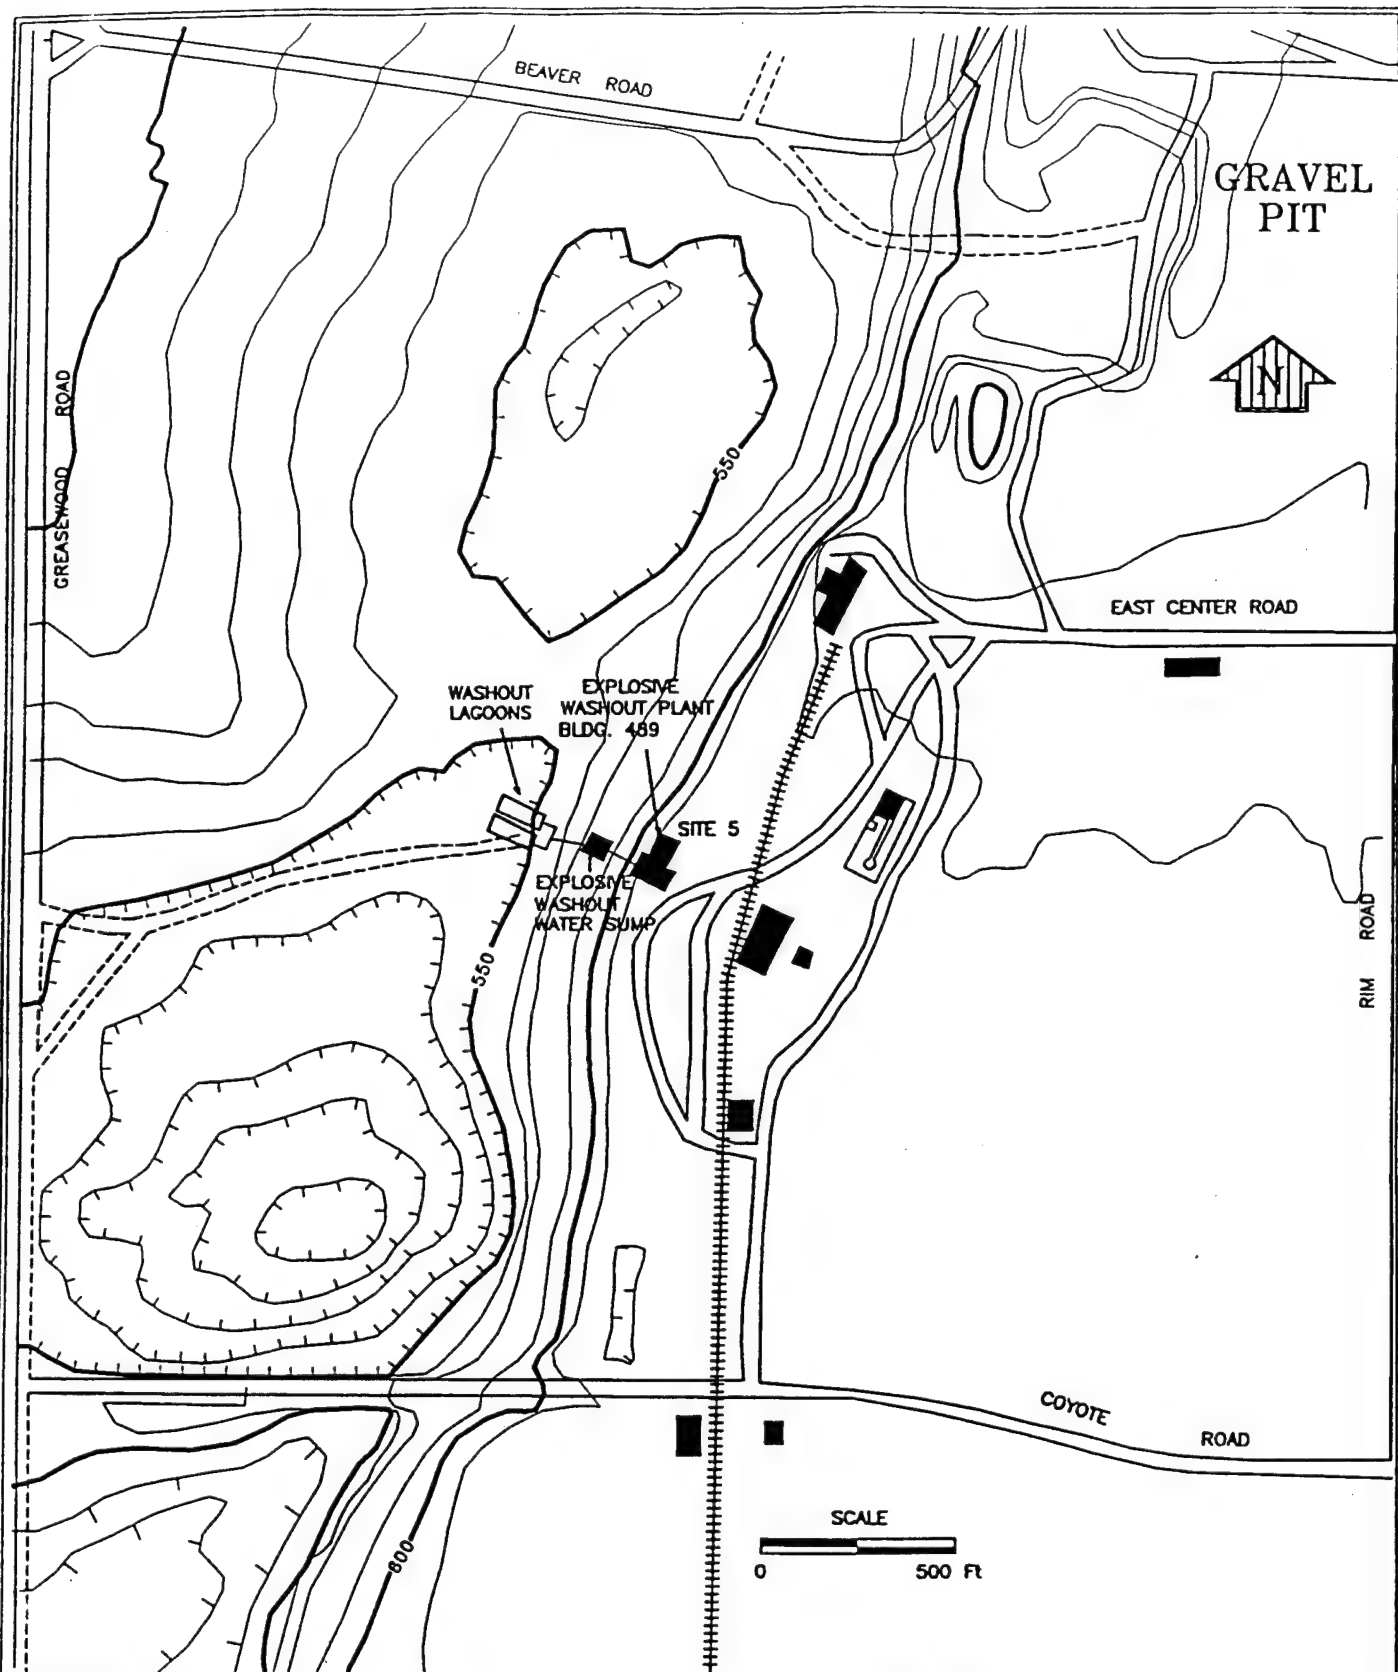 BEAVER ROAD
GRAVEL
PIT
N
GREASEWOOD ROAD
550
EAST CENTER ROAD
WASHOUT
LAGOONS
EXPLOSIVE
WASHOUT PLANT
BLDG. 489
SITE 5
EXPLOSIVE
WASHOUT
WATER SUMP
550
RIM ROAD
COYOTE ROAD
SCALE
0 500 Ft
600